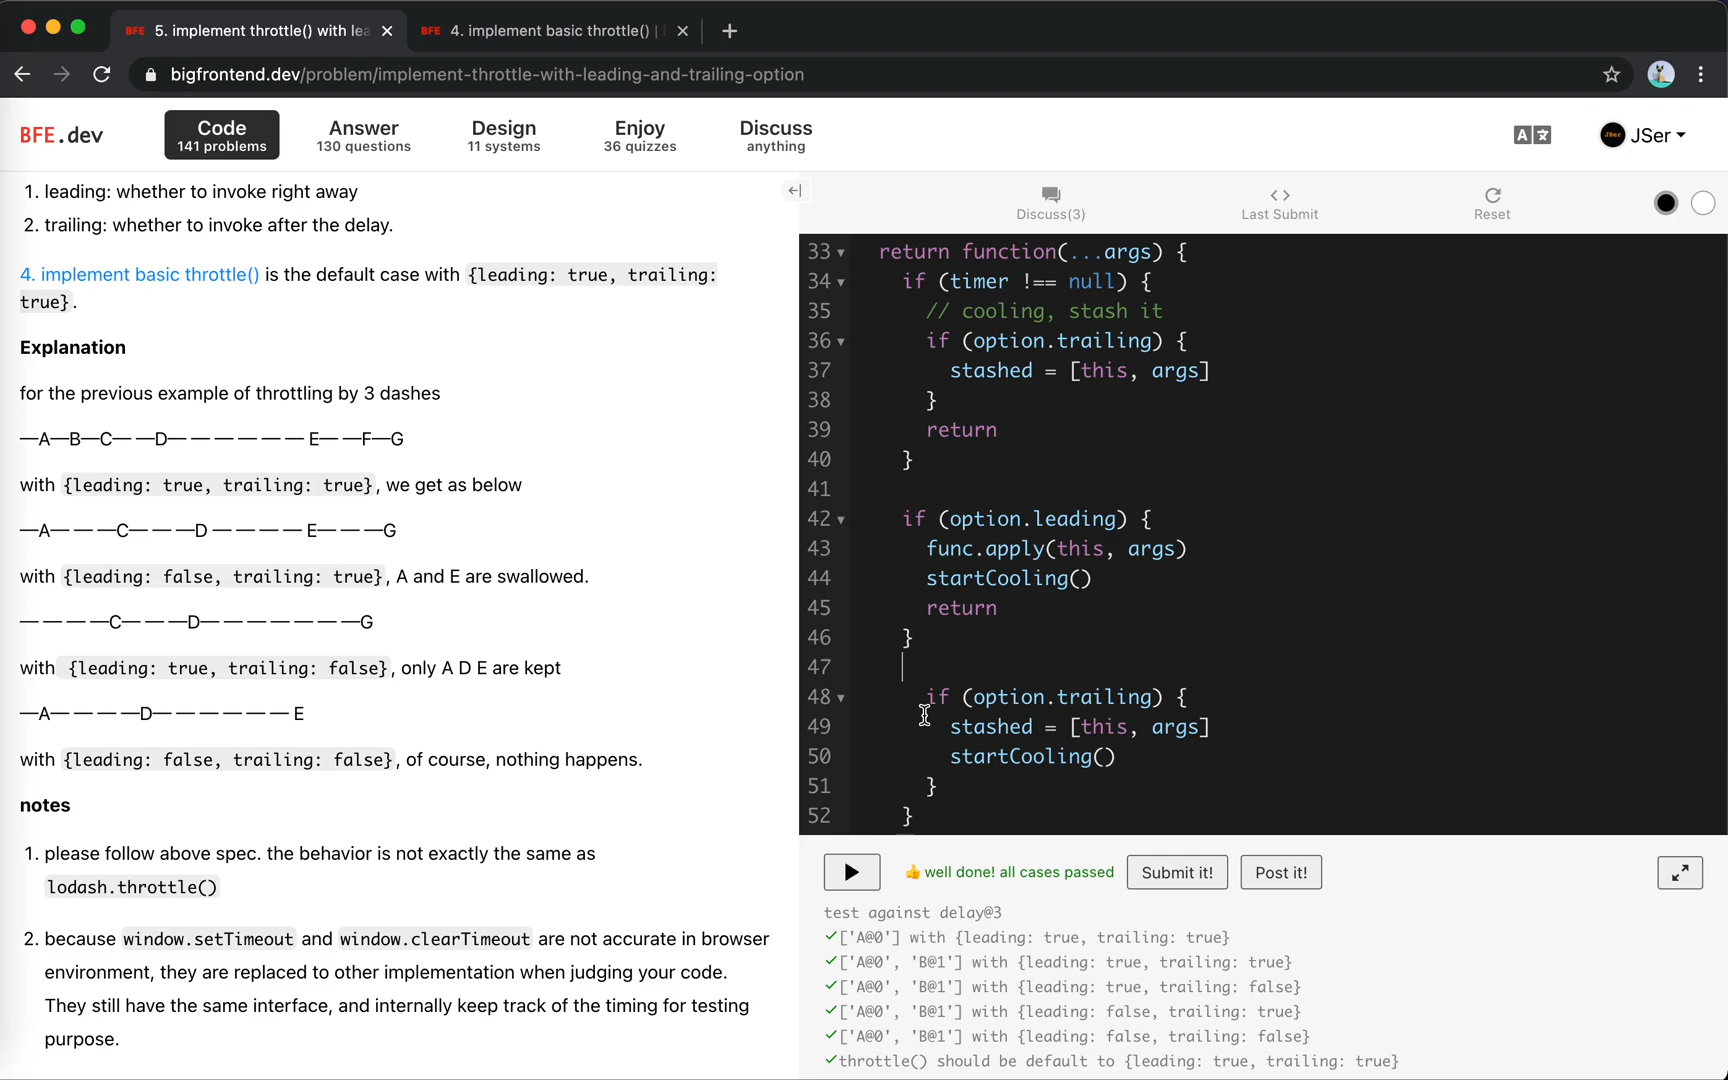 BFE 5. implement throttle() with lea
BFE 4. implement basic throttle() |
bigfrontend.dev/problem/implement-throttle-with-leading-and-trailing-option
BFE.dev
Code
141 problems
Answer
130 questions
Design
11 systems
Enjoy
36 quizzes
Discuss
anything
A
JSer
JSer
1. leading: whether to invoke right away
2. trailing: whether to invoke after the delay.
4. implement basic throttle() is the default case with {leading: true, trailing:
true}.
Explanation
for the previous example of throttling by 3 dashes
—A—B—C— —D— — — — — — E— —F—G
with {leading: true, trailing: true}, we get as below
—A— — —C— — —D — — — — E— — —G
with {leading: false, trailing: true}, A and E are swallowed.
— — — —C— — —D— — — — — — —G
with {leading: true, trailing: false}, only A D E are kept
—A— — — —D— — — — — — E
with {leading: false, trailing: false}, of course, nothing happens.
notes
1. please follow above spec. the behavior is not exactly the same as
lodash.throttle()
2. because window.setTimeout and window.clearTimeout are not accurate in browser
environment, they are replaced to other implementation when judging your code.
They still have the same interface, and internally keep track of the timing for testing
purpose.
Discuss(3)
Last Submit
Reset
33 return function(...args) {
34 if (timer !== null) {
35 // cooling, stash it
36 if (option.trailing) {
37 stashed = [this, args]
38 }
39 return
40 }
41
42 if (option.leading) {
43 func.apply(this, args)
44 startCooling()
45 return
46 }
47
48 if (option.trailing) {
49 stashed = [this, args]
50 startCooling()
51 }
52 }
👍 well done! all cases passed
Submit it!
Post it!
test against delay@3
✓['A@0'] with {leading: true, trailing: true}
✓['A@0', 'B@1'] with {leading: true, trailing: true}
✓['A@0', 'B@1'] with {leading: true, trailing: false}
✓['A@0', 'B@1'] with {leading: false, trailing: true}
✓['A@0', 'B@1'] with {leading: false, trailing: false}
✓throttle() should be default to {leading: true, trailing: true}